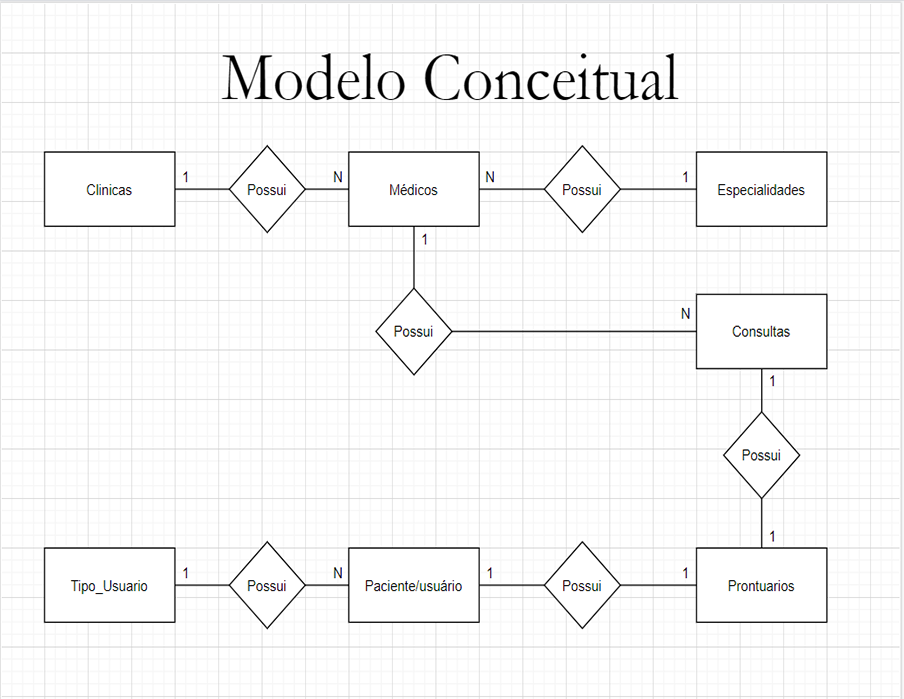 Modelo Conceitual
Clinicas
1
Possui
N
Médicos
N
Possui
1
Especialidades
1
Possui
N
Consultas
1
Possui
1
Tipo_Usuario
1
Possui
N
Paciente/usuário
1
Possui
1
Prontuarios